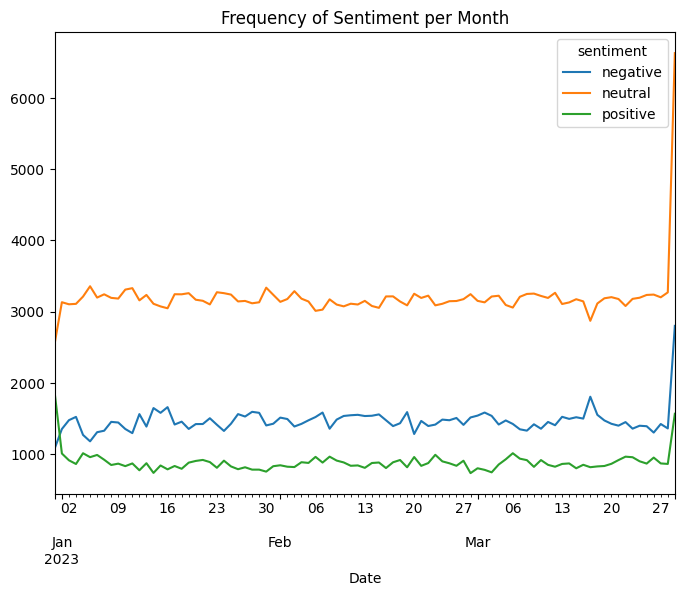 Frequency of Sentiment per Month
sentiment
negative
neutral
positive
6000
5000
4000
3000
2000
1000
02 09 16 23 30 06 13 20 27 06 13 20 27
Jan Feb Mar
2023
Date